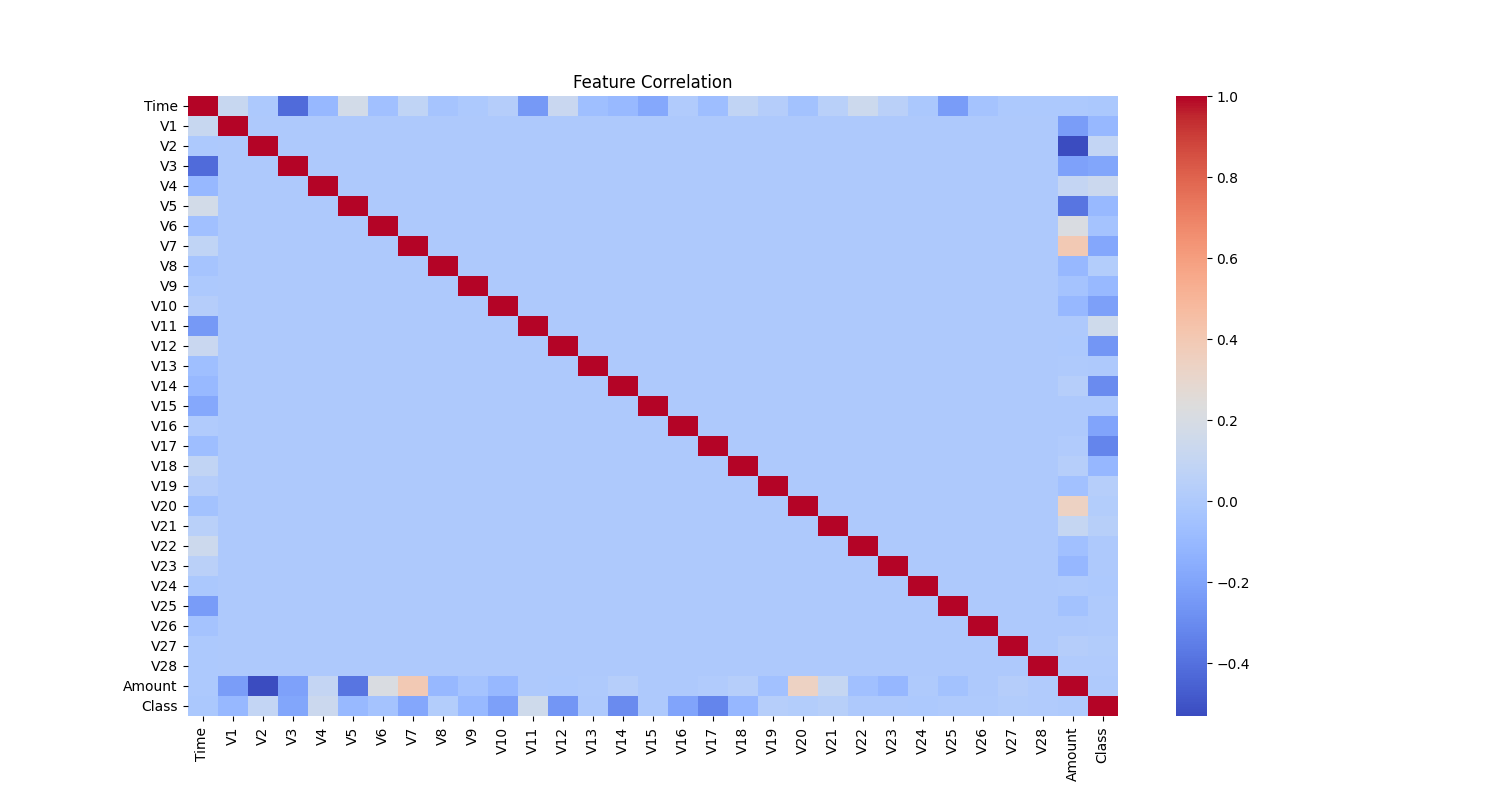 Feature Correlation
Time
V1
V2
V3
V4
V5
V6
V7
V8
V9
V10
V11
V12
V13
V14
V15
V16
V17
V18
V19
V20
V21
V22
V23
V24
V25
V26
V27
V28
Amount
Class
Time
V1
V2
V3
V4
V5
V6
V7
V8
V9
V10
V11
V12
V13
V14
V15
V16
V17
V18
V19
V20
V21
V22
V23
V24
V25
V26
V27
V28
Amount
Class
1.0
0.8
0.6
0.4
0.2
0.0
−0.2
−0.4